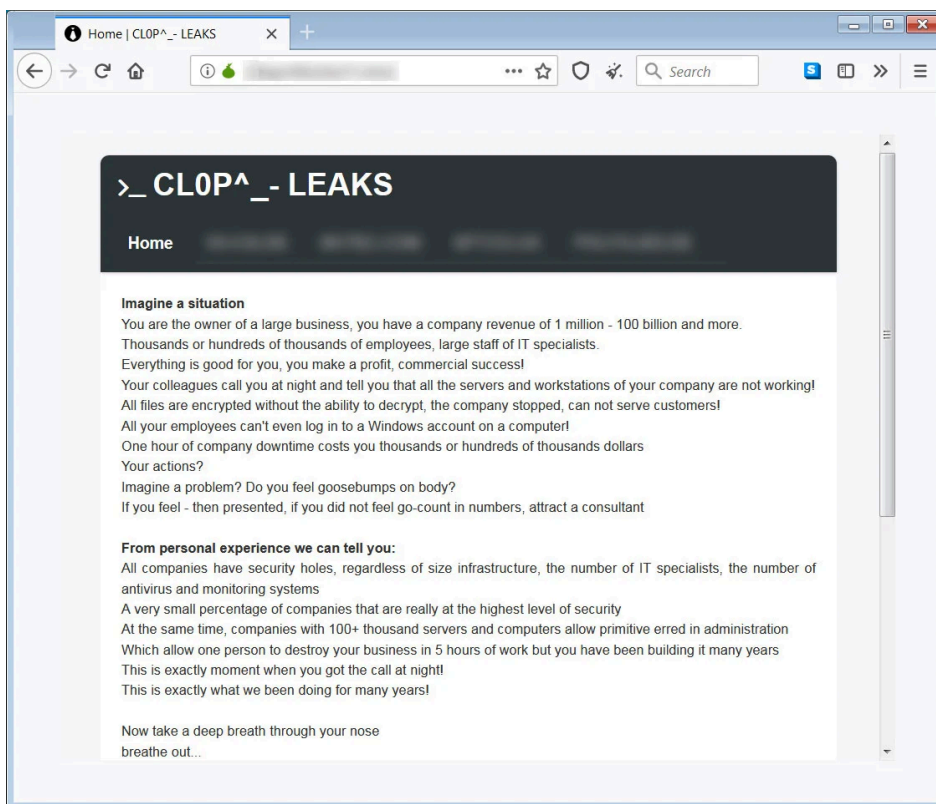 Home | CL0P^_- LEAKS
Search
>_ CL0P^_- LEAKS
Home
Imagine a situation
You are the owner of a large business, you have a company revenue of 1 million - 100 billion and more.
Thousands or hundreds of thousands of employees, large staff of IT specialists.
Everything is good for you, you make a profit, commercial success!
Your colleagues call you at night and tell you that all the servers and workstations of your company are not working!
All files are encrypted without the ability to decrypt, the company stopped, can not serve customers!
All your employees can't even log in to a Windows account on a computer!
One hour of company downtime costs you thousands or hundreds of thousands dollars
Your actions?
Imagine a problem? Do you feel goosebumps on body?
If you feel - then presented, if you did not feel go-count in numbers, attract a consultant
From personal experience we can tell you:
All companies have security holes, regardless of size infrastructure, the number of IT specialists, the number of
antivirus and monitoring systems
A very small percentage of companies that are really at the highest level of security
At the same time, companies with 100+ thousand servers and computers allow primitive erred in administration
Which allow one person to destroy your business in 5 hours of work but you have been building it many years
This is exactly moment when you got the call at night!
This is exactly what we been doing for many years!
Now take a deep breath through your nose
breathe out...